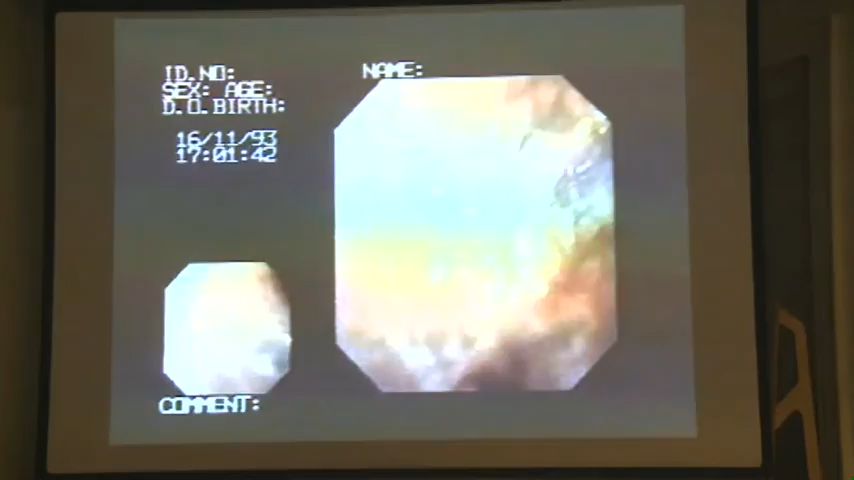 ID.NO:
NAME:
SEX: AGE:
D.O.BIRTH:
16/11/93
17:01:42
COMMENT: